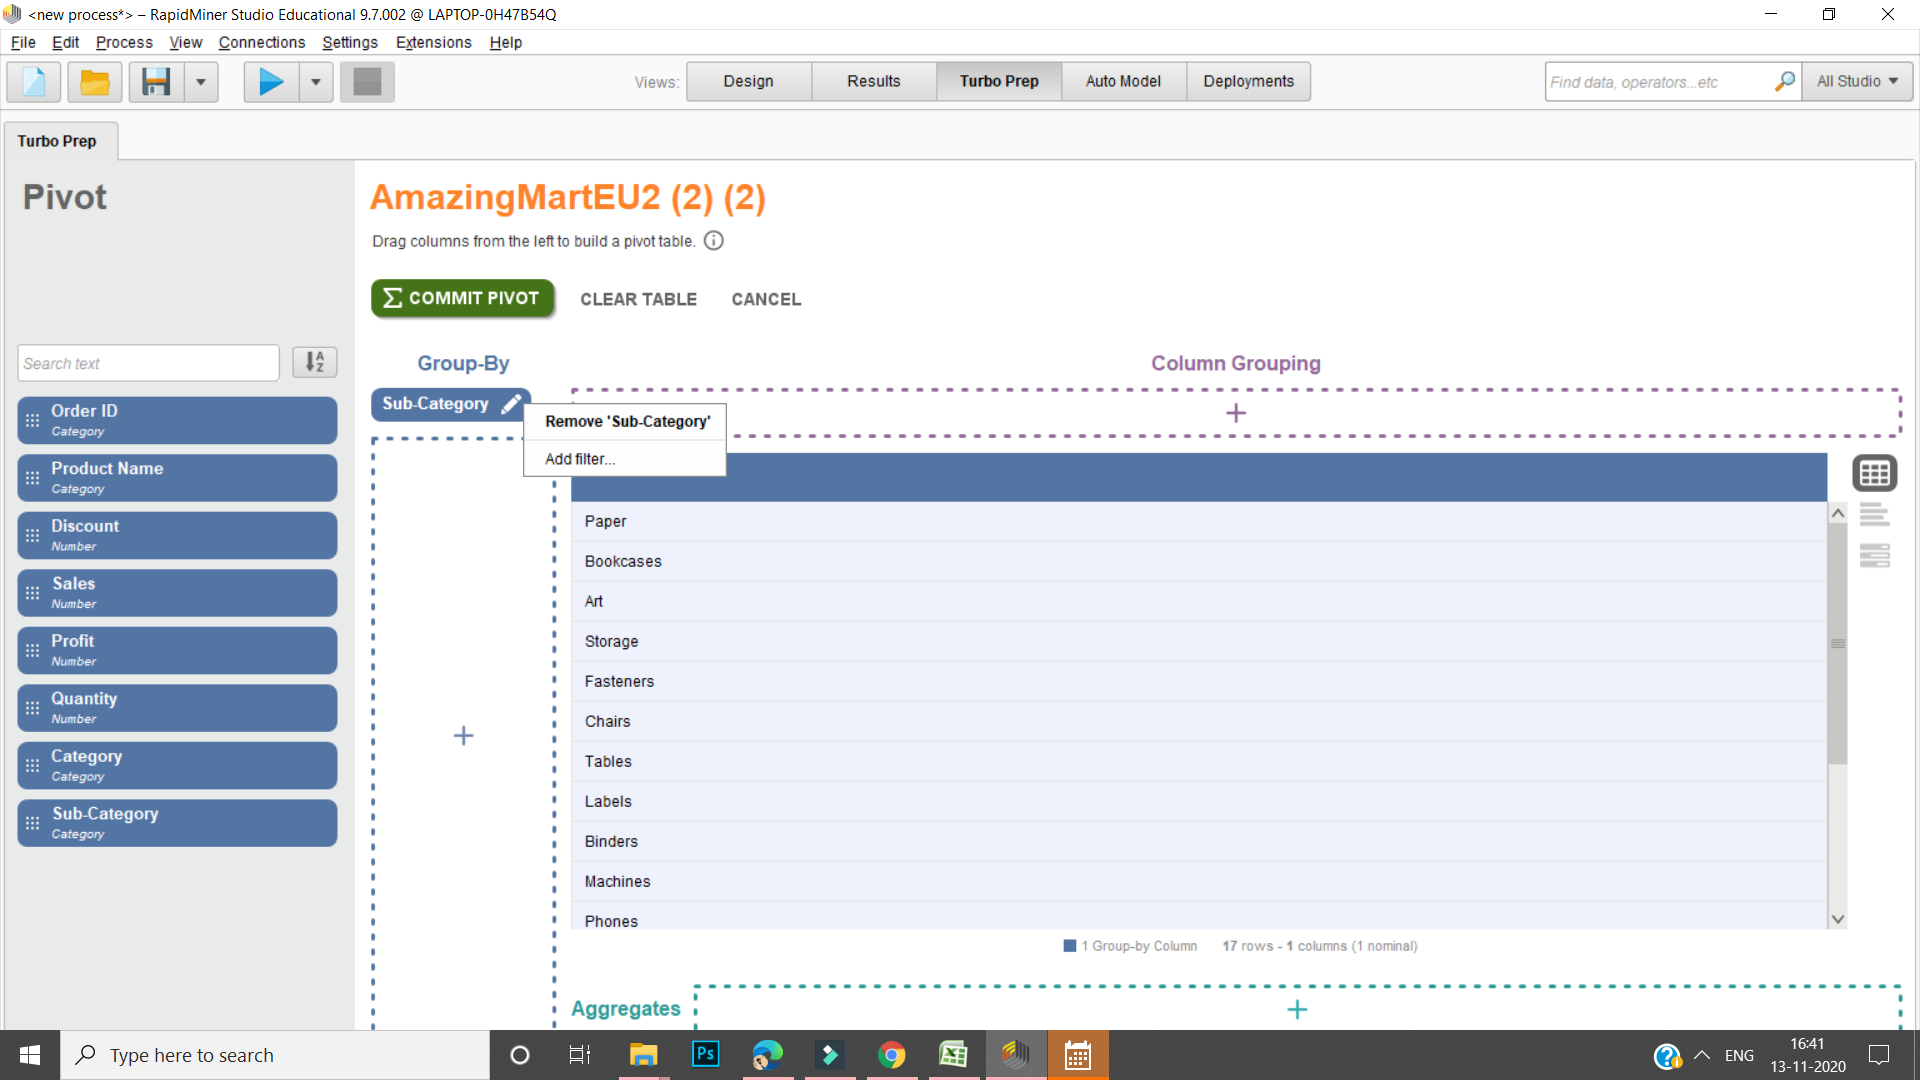 <new process*> – RapidMiner Studio Educational 9.7.002 @ LAPTOP-0H47B54Q
File Edit Process View Connections Settings Extensions Help
Views: Design Results Turbo Prep Auto Model Deployments
Find data, operators...etc
All Studio
Turbo Prep
Pivot
AmazingMartEU2 (2) (2)
Drag columns from the left to build a pivot table.
COMMIT PIVOT CLEAR TABLE CANCEL
Search text
Group-By
Column Grouping
Sub-Category
Remove 'Sub-Category'
Add filter...
Order ID
Category
Product Name
Category
Discount
Number
Sales
Number
Profit
Number
Quantity
Number
Category
Category
Sub-Category
Category
Paper
Bookcases
Art
Storage
Fasteners
Chairs
Tables
Labels
Binders
Machines
Phones
1 Group-by Column 17 rows - 1 columns (1 nominal)
Aggregates
Type here to search
Ps
ENG
16:41
13-11-2020